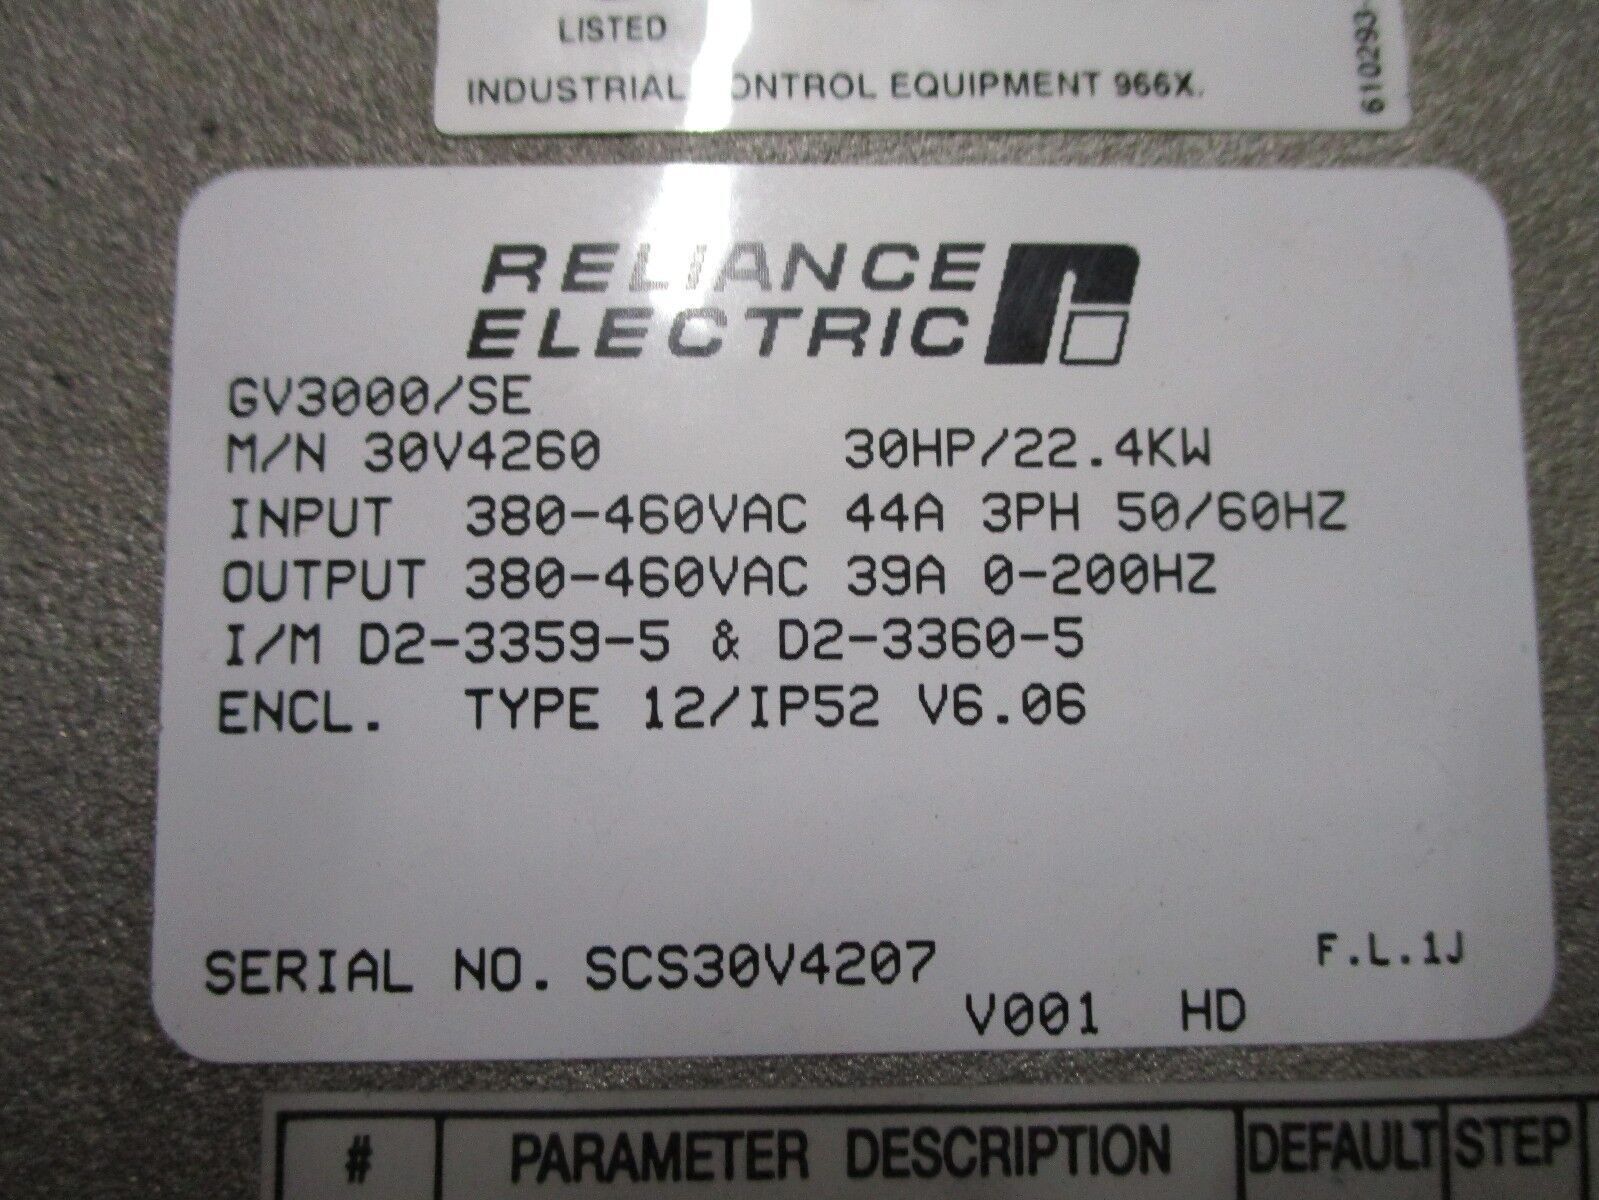 LISTED
INDUSTRIAL CONTROL EQUIPMENT 966X.
610293-
RELIANCE
ELECTRIC
GV3000/SE
M/N 30V4260 30HP/22.4KW
INPUT 380-460VAC 44A 3PH 50/60HZ
OUTPUT 380-460VAC 39A 0-200HZ
I/M D2-3359-5 & D2-3360-5
ENCL. TYPE 12/IP52 V6.06
SERIAL NO. SCS30V4207 F.L.1J
V001 HD
# PARAMETER DESCRIPTION DEFAULT STEP